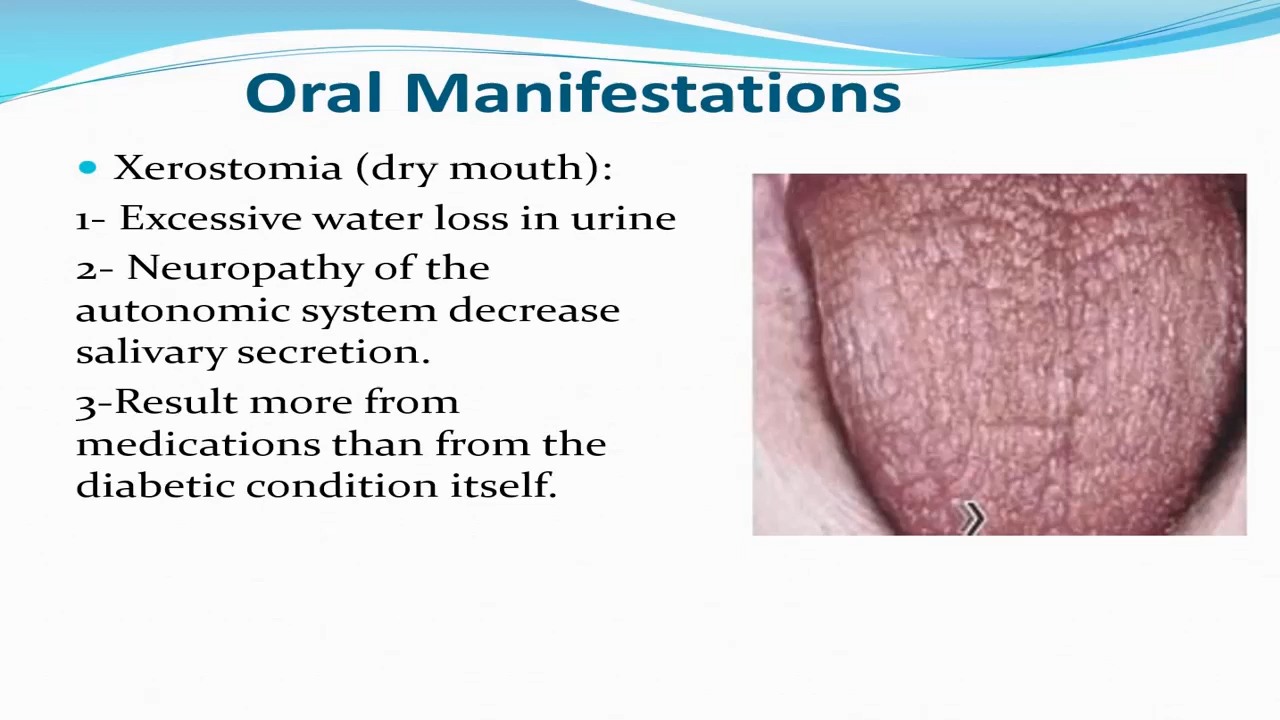 Oral Manifestations
• Xerostomia (dry mouth):
1- Excessive water loss in urine
2- Neuropathy of the
autonomic system decrease
salivary secretion.
3-Result more from
medications than from the
diabetic condition itself.